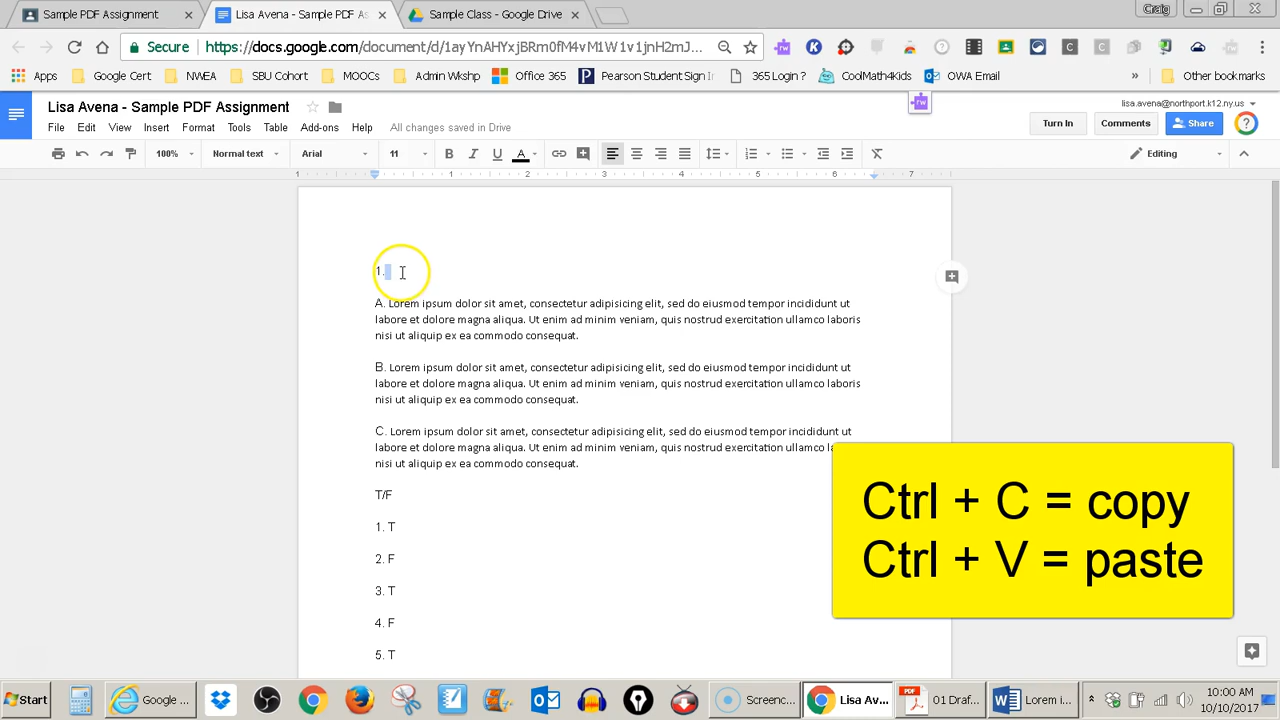 Sample PDF Assignment
Lisa Avena - Sample PDF As
Sample Class - Google Drive
Craig
Secure
https://docs.google.com/document/d/1ayYnAHYxjBRm0fM4vM1W1v1jnH2mJ...
Apps
Google Cert
NWEA
SBU Cohort
MOOCs
Admin Wkshp
Office 365
Pearson Student Sign I
365 Login ?
CoolMath4Kids
OWA Email
»
Other bookmarks
Lisa Avena - Sample PDF Assignment
lisa.avena@northport.k12.ny.us
File Edit View Insert Format Tools Table Add-ons Help All changes saved in Drive
Turn In
Comments
Share
100% Normal text Arial 11 B I U A Editing
1 1 2 3 4 5 6 7
1.
A. Lorem ipsum dolor sit amet, consectetur adipisicing elit, sed do eiusmod tempor incididunt ut
labore et dolore magna aliqua. Ut enim ad minim veniam, quis nostrud exercitation ullamco laboris
nisi ut aliquip ex ea commodo consequat.
B. Lorem ipsum dolor sit amet, consectetur adipisicing elit, sed do eiusmod tempor incididunt ut
labore et dolore magna aliqua. Ut enim ad minim veniam, quis nostrud exercitation ullamco laboris
nisi ut aliquip ex ea commodo consequat.
C. Lorem ipsum dolor sit amet, consectetur adipisicing elit, sed do eiusmod tempor incididunt ut
labore et dolore magna aliqua. Ut enim ad minim veniam, quis nostrud exercitation ullamco la
nisi ut aliquip ex ea commodo consequat.
T/F
1. T
2. F
3. T
4. F
5. T
Ctrl + C = copy
Ctrl + V = paste
Start
Google...
Screenc...
Lisa Av...
01 Draf...
Lorem i...
10:00 AM
10/10/2017